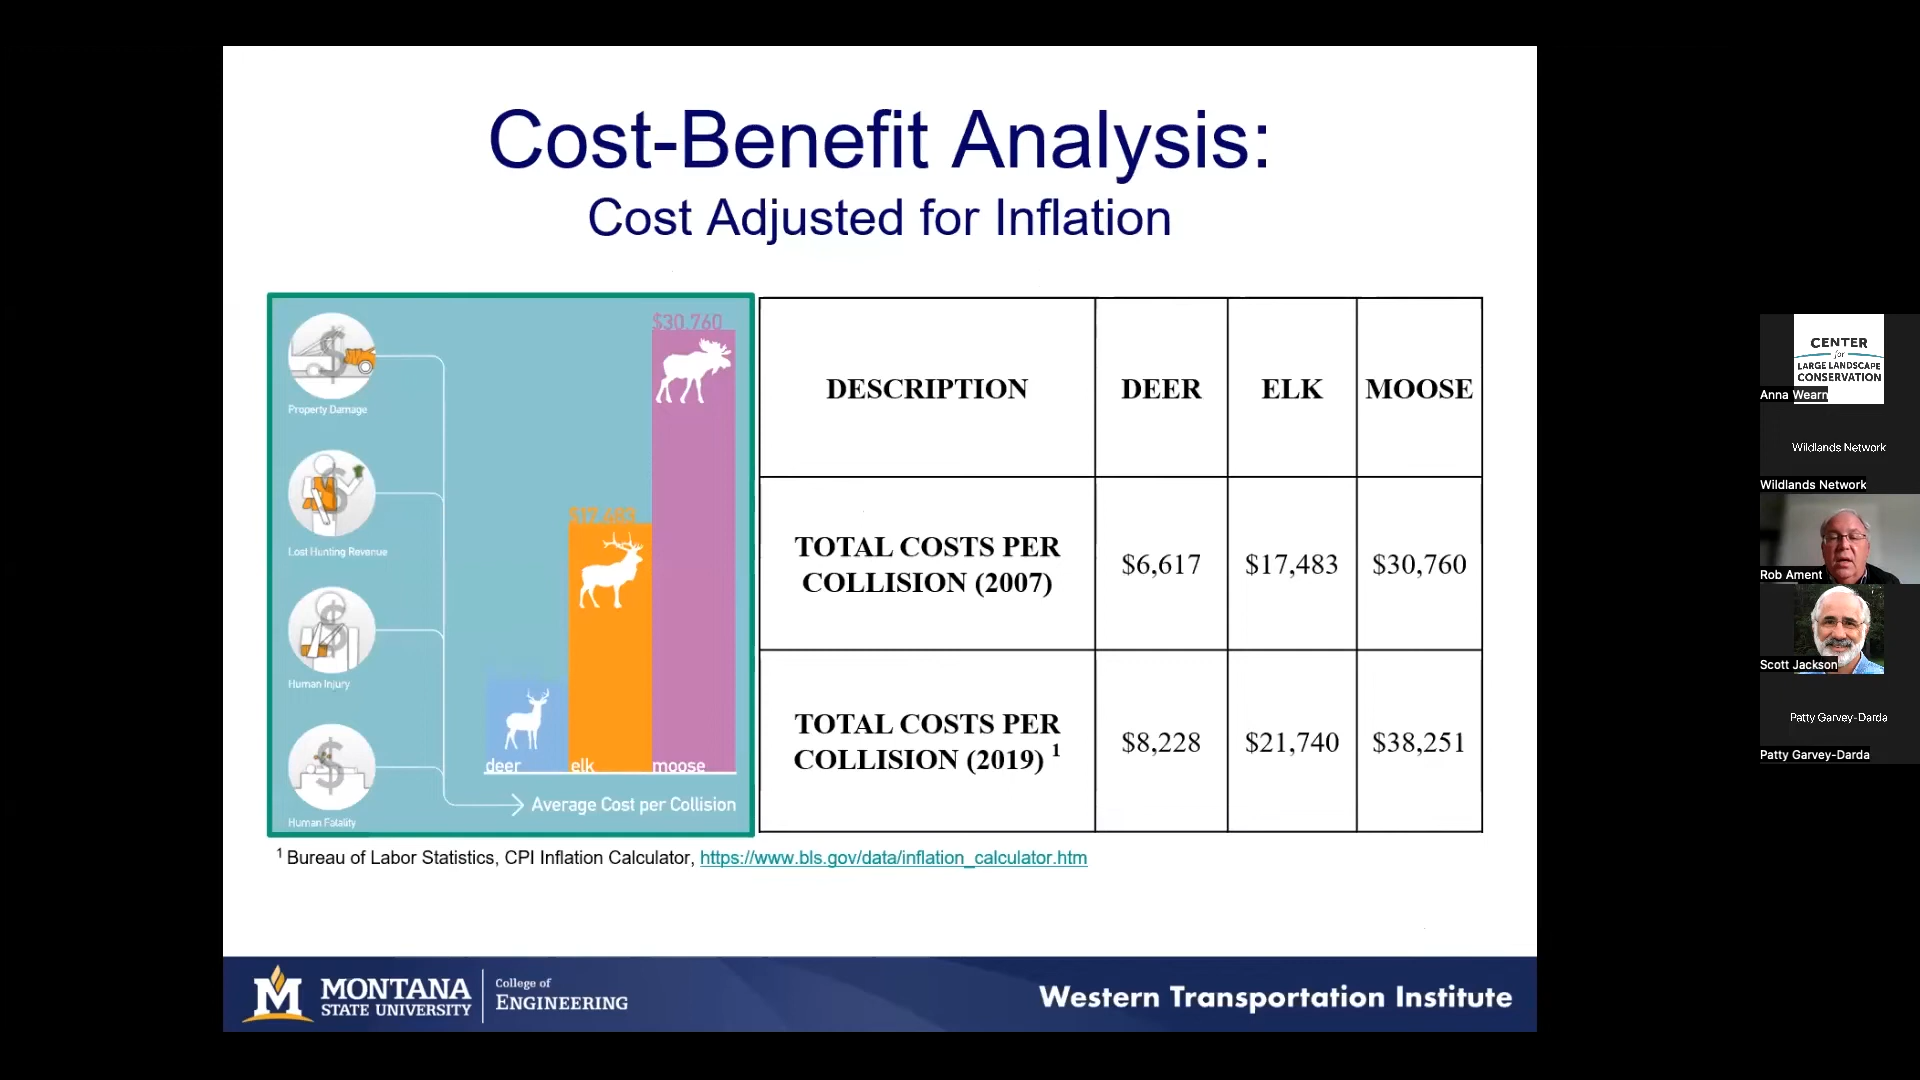 Cost-Benefit Analysis:
Cost Adjusted for Inflation
Property Damage
Lost Hunting Revenue
Human Injury
Human Fatality
$30,760
deer
elk
moose
Average Cost per Collision
DESCRIPTION DEER ELK MOOSE
TOTAL COSTS PER
COLLISION (2007) $6,617 $17,483 $30,760
TOTAL COSTS PER
COLLISION (2019) 1 $8,228 $21,740 $38,251
1 Bureau of Labor Statistics, CPI Inflation Calculator, https://www.bls.gov/data/inflation_calculator.htm
M MONTANA
STATE UNIVERSITY
College of
ENGINEERING
Western Transportation Institute
CENTER
for
LARGE LANDSCAPE
CONSERVATION
Anna Wearn
Wildlands Network
Wildlands Network
Rob Ament
Scott Jackson
Patty Garvey-Darda
Patty Garvey-Darda